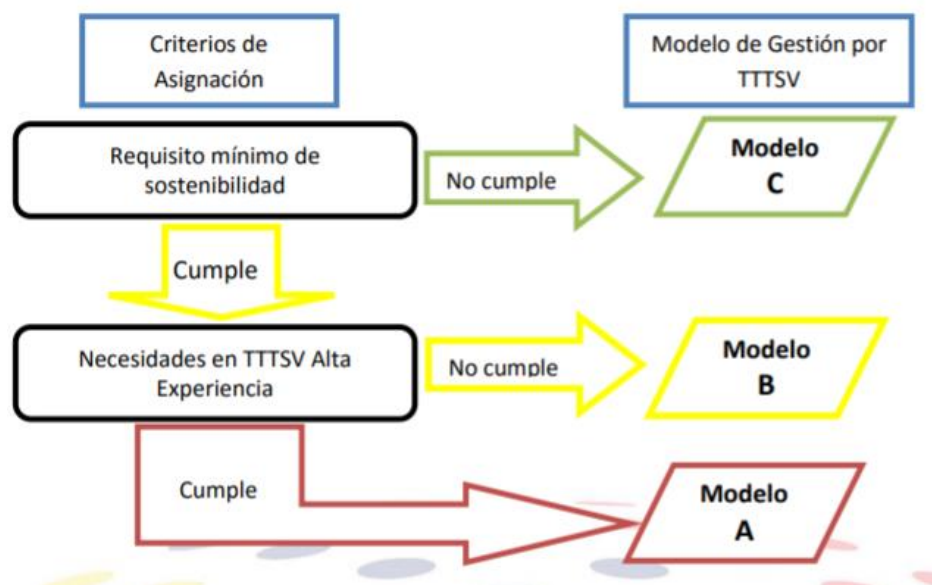 Criterios de
Asignación
Modelo de Gestión por
TTTSV
Requisito mínimo de
sostenibilidad
No cumple
Modelo
C
Cumple
Necesidades en TTTSV Alta
Experiencia
No cumple
Modelo
B
Cumple
Modelo
A